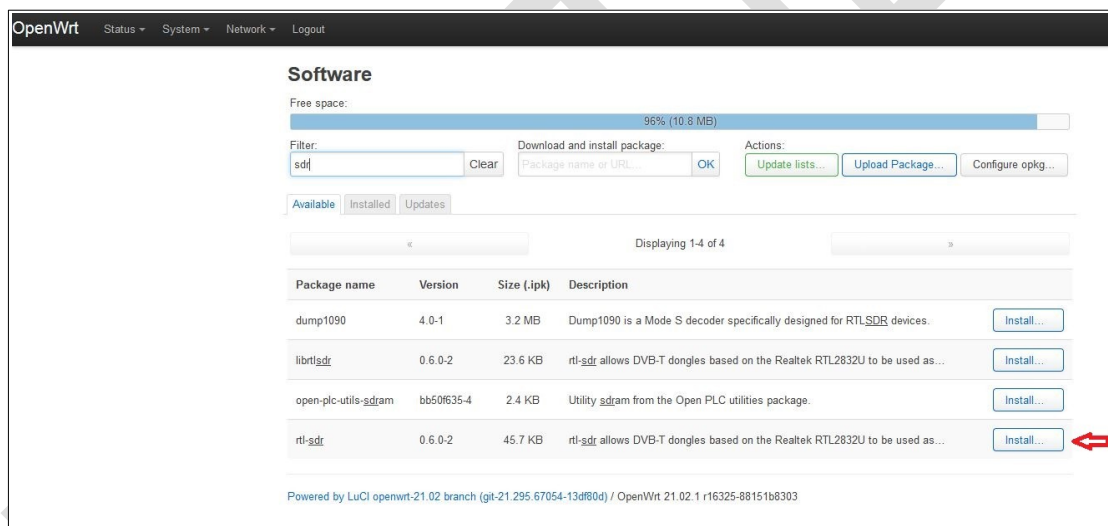 OpenWrt Status System Network Logout
Software
Free space:
96% (10.8 MB)
Filter: Download and install package: Actions:
sdr Clear Package name or URL... OK Update lists... Upload Package... Configure opkg...
Available Installed Updates
« Displaying 1-4 of 4 »
Package name Version Size (.ipk) Description
dump1090 4.0-1 3.2 MB Dump1090 is a Mode S decoder specifically designed for RTLSDR devices. Install...
librtlsdr 0.6.0-2 23.6 KB rtl-sdr allows DVB-T dongles based on the Realtek RTL2832U to be used as... Install...
open-plc-utils-sdram bb50f635-4 2.4 KB Utility sdram from the Open PLC utilities package. Install...
rtl-sdr 0.6.0-2 45.7 KB rtl-sdr allows DVB-T dongles based on the Realtek RTL2832U to be used as... Install...
Powered by LuCI openwrt-21.02 branch (git-21.295.67054-13df80d) / OpenWrt 21.02.1 r16325-88151b8303